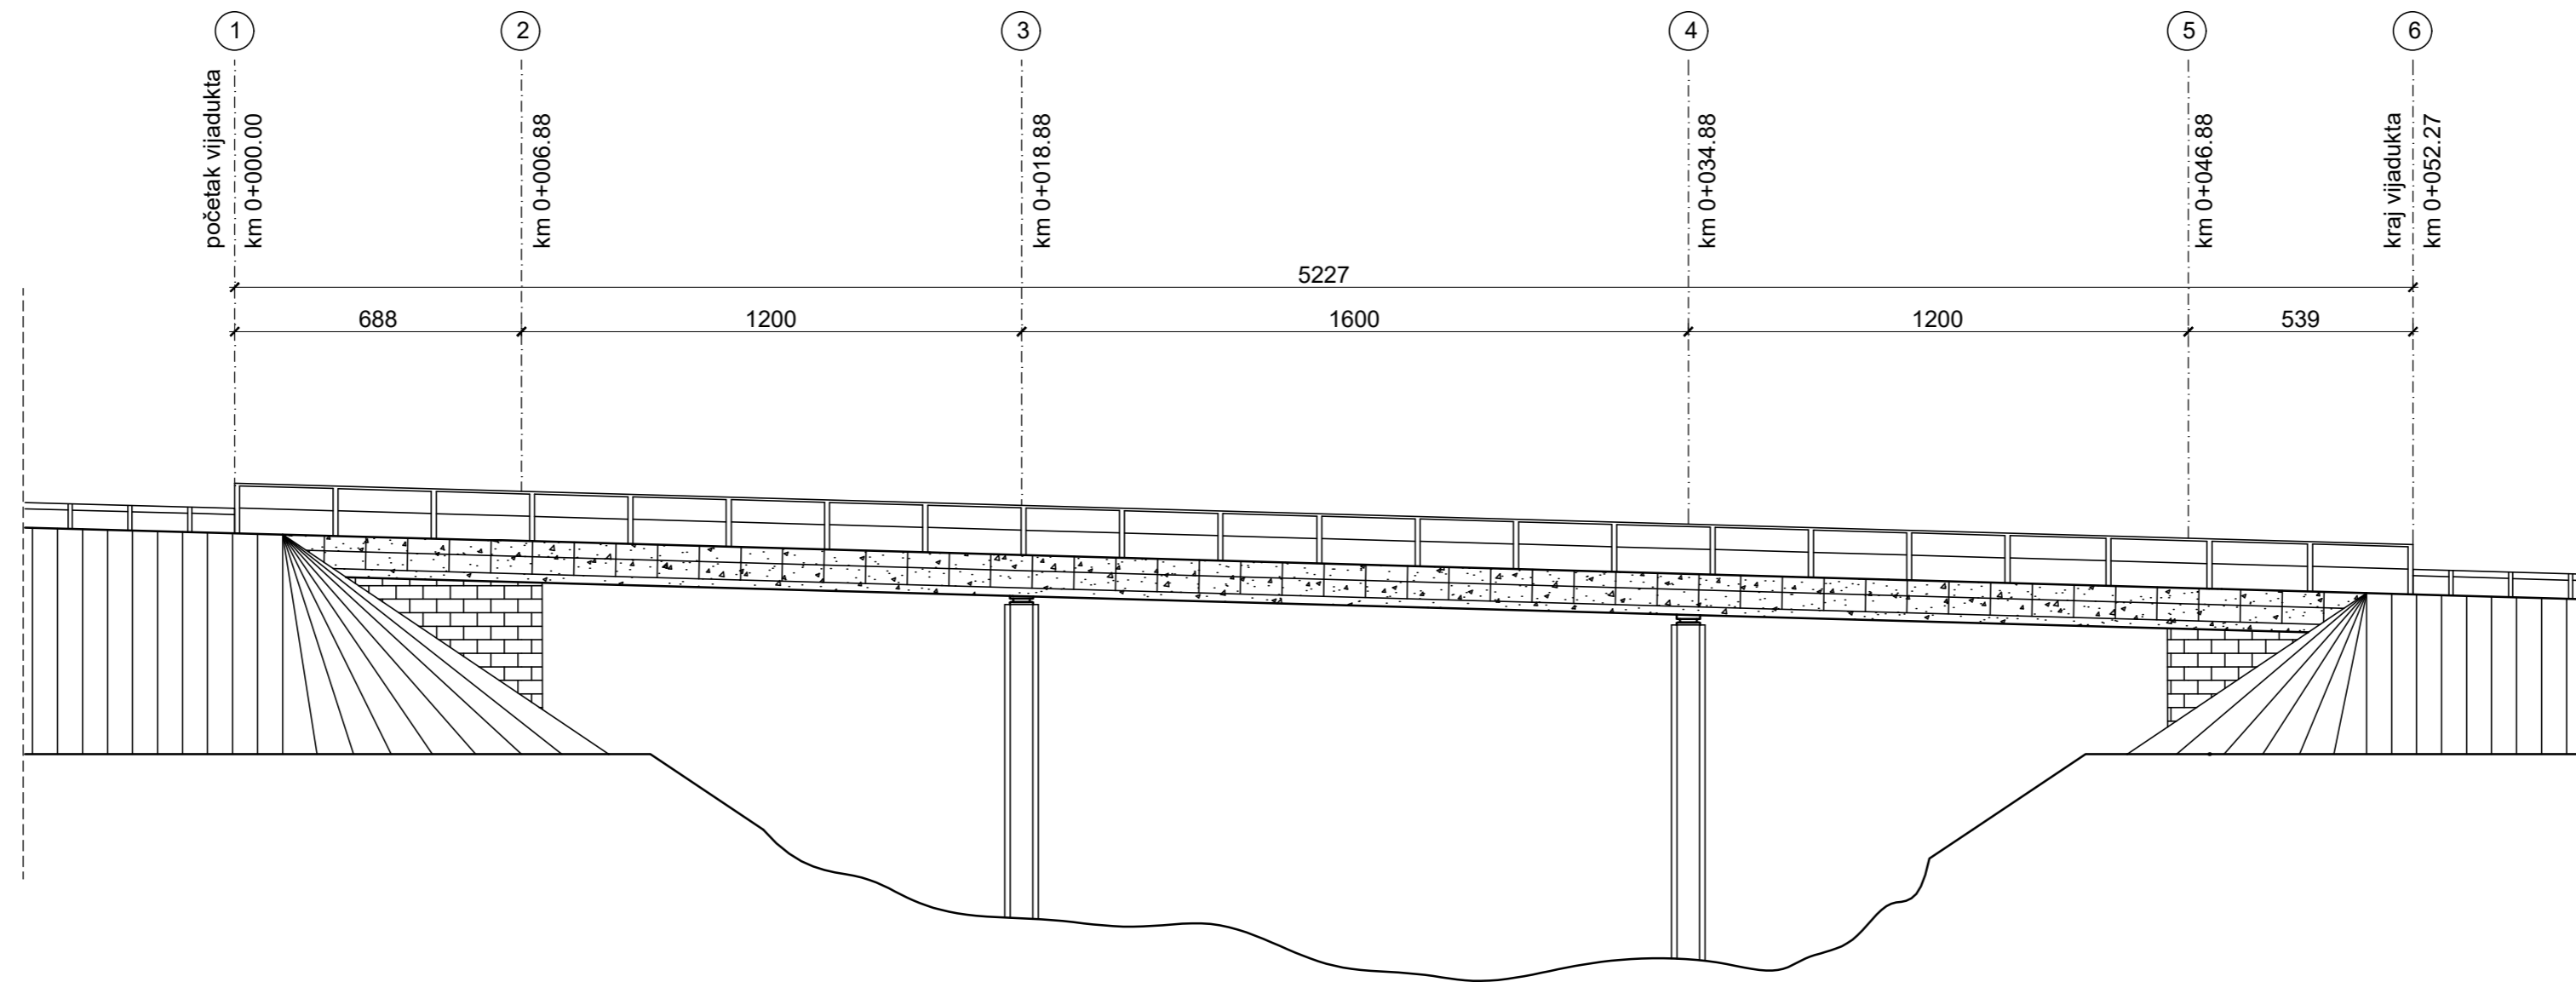 1
2
3
4
5
6
početak vijadukta
km 0+000.00
km 0+006.88
km 0+018.88
km 0+034.88
km 0+046.88
kraj vijadukta
km 0+052.27
5227
688
1200
1600
1200
539